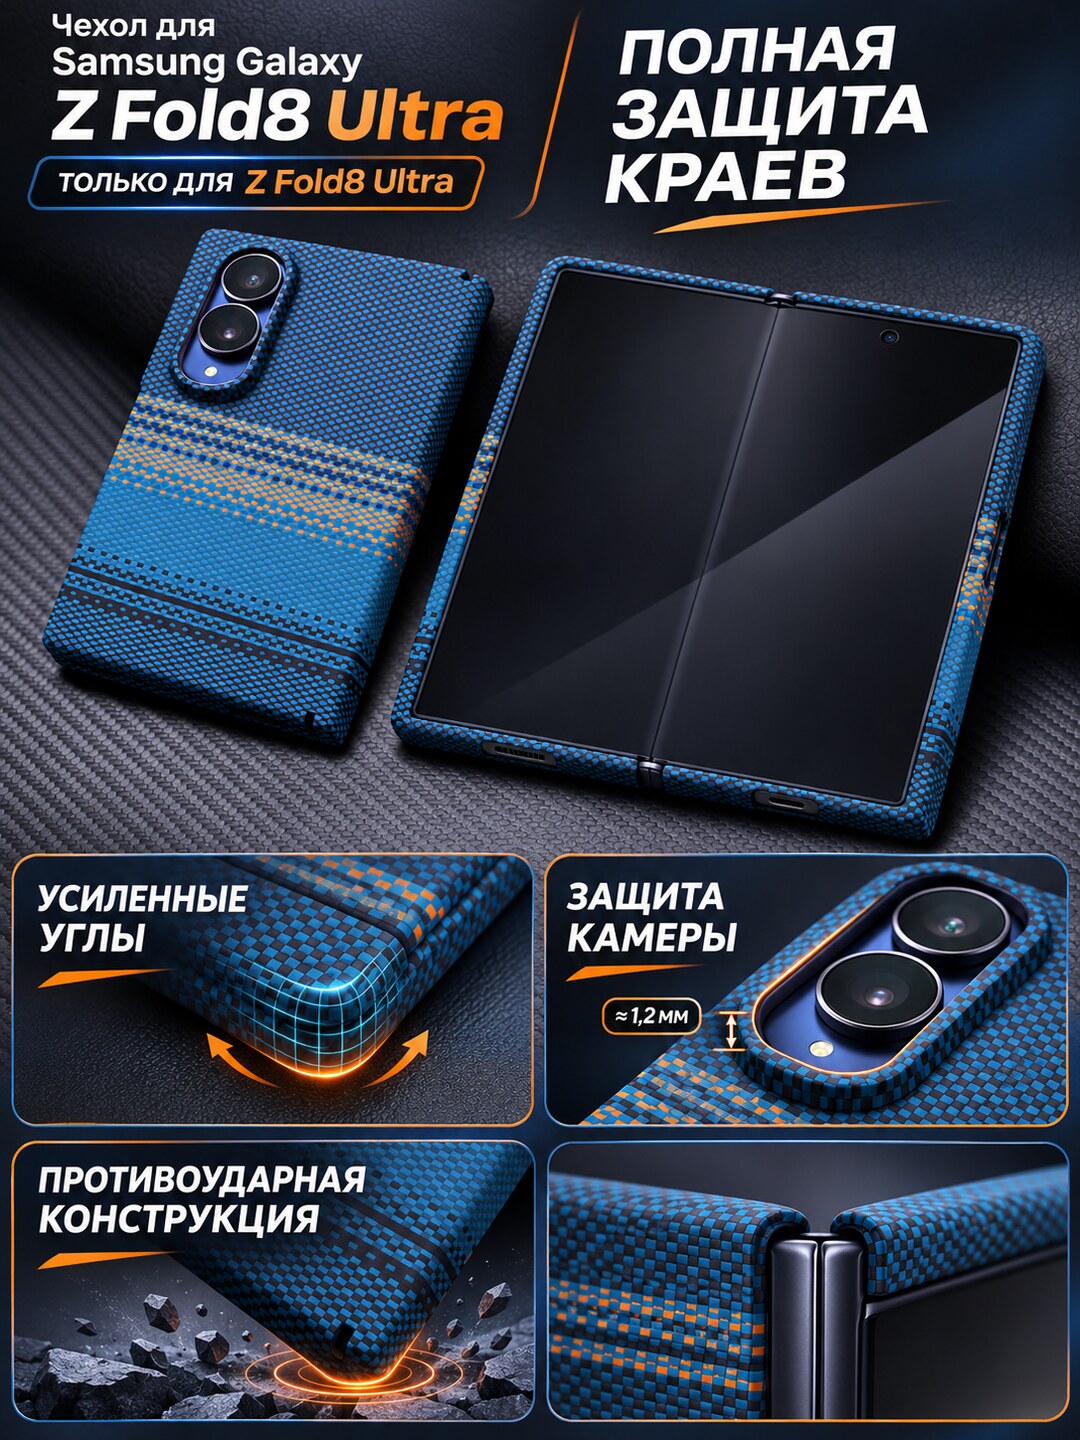 Чехол для
Samsung Galaxy
Z Fold8 Ultra
только для Z Fold8 Ultra
ПОЛНАЯ
ЗАЩИТА
КРАЕВ
УСИЛЕННЫЕ
УГЛЫ
ЗАЩИТА
КАМЕРЫ
≈1,2 мм
ПРОТИВОУДАРНАЯ
КОНСТРУКЦИЯ